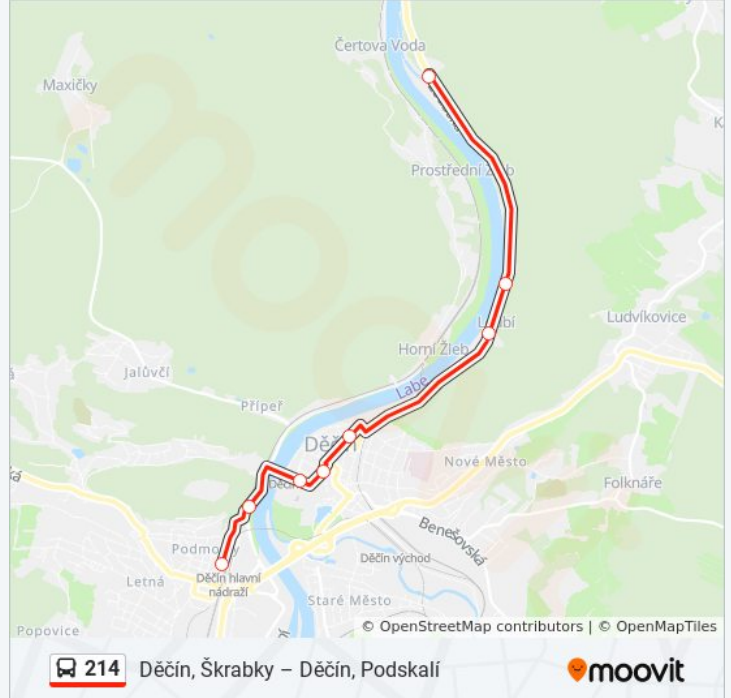 Čertova Voda
Maxičky
Prostřední Žleb
Ludvíkovice
Horní Žleb
Jalůvčí
Labe
Přípeř
Děčín
Nové Město
Folknáře
Benešovská
Podmokly
Děčín východ
Děčín hlavní
nádraží
Letná
Staré Město
Popovice
© OpenStreetMap contributors | © OpenMapTiles
214 Děčín, Škrabky – Děčín, Podskalí
moovit